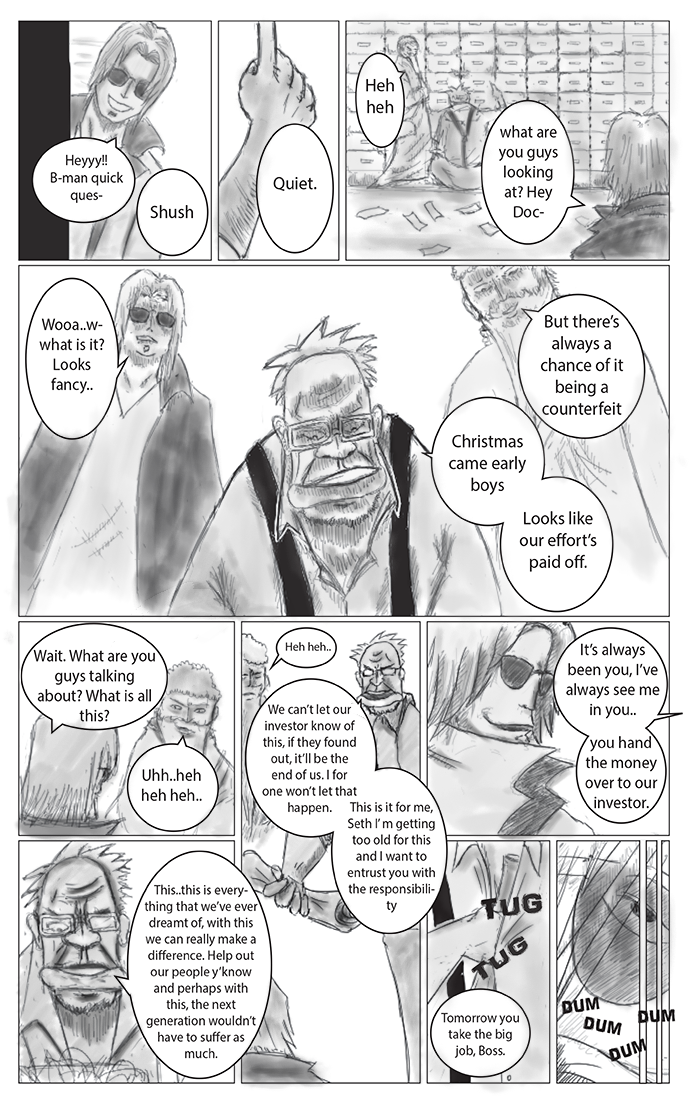 Heyyy!!
B-man quick
ques-
Shush
Quiet.
Heh
heh
what are
you guys
looking
at? Hey
Doc-
Wooa..w-
what is it?
Looks
fancy..
But there's
always a
chance of it
being a
counterfeit
Christmas
came early
boys
Looks like
our effort's
paid off.
Wait. What are you
guys talking
about? What is all
this?
Uhh..heh
heh heh..
Heh heh..
We can't let our
investor know of
this, if they found
out, it'll be the
end of us. I for
one won't let that
happen.
This is it for me,
Seth I' m getting
too old for this
and I want to
entrust you with
the responsibili-
ty
It's always
been you, I've
always see me
in you..
you hand
the money
over to our
investor.
This..this is every-
thing that we've ever
dreamt of, with this
we can really make a
difference. Help out
our people y'know
and perhaps with
this, the next
generation wouldn't
have to suffer as
much.
TUG
TUG
Tomorrow you
take the big
job, Boss.
DUM
DUM
DUM
DUM